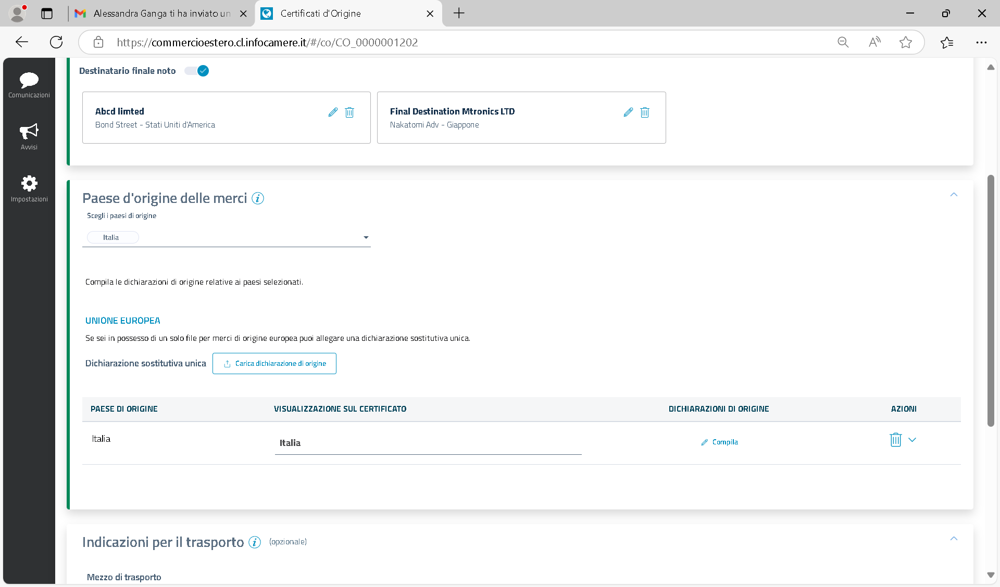 Alessandra Ganga ti ha inviato un
Certificati d'Origine
https://commercioestero.cl.infocamere.it/#/co/CO_0000001202
Comunicazioni
Avvisi
Impostazioni
Destinatario finale noto
Abcd limted
Bond Street - Stati Uniti d'America
Final Destination Mtronics LTD
Nakatomi Adv - Giappone
Paese d'origine delle merci
Scegli i paesi di origine
Italia
Compila le dichiarazioni di origine relative ai paesi selezionati.
UNIONE EUROPEA
Se sei in possesso di un solo file per merci di origine europea puoi allegare una dichiarazione sostitutiva unica.
Dichiarazione sostitutiva unica
Carica dichiarazione di origine
PAESE DI ORIGINE
VISUALIZZAZIONE SUL CERTIFICATO
DICHIARAZIONI DI ORIGINE
AZIONI
Italia
Italia
Compila
Indicazioni per il trasporto
(opzionale)
Mezzo di trasporto